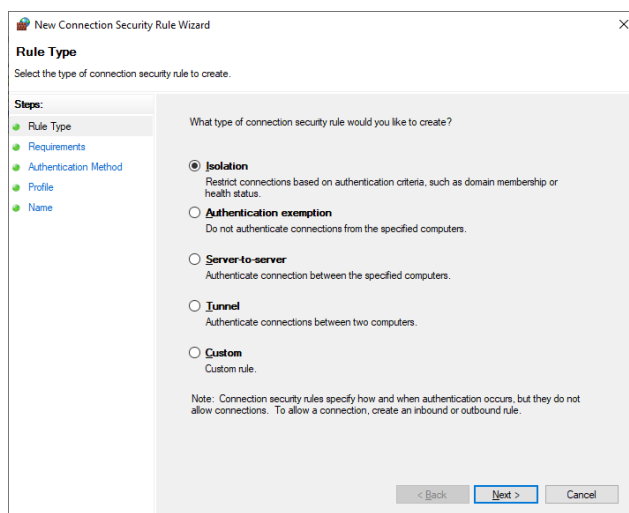 New Connection Security Rule Wizard
Rule Type
Select the type of connection security rule to create.
Steps:
Rule Type
Requirements
Authentication Method
Profile
Name
What type of connection security rule would you like to create?
Isolation
Restrict connections based on authentication criteria, such as domain membership or
health status.
Authentication exemption
Do not authenticate connections from the specified computers.
Server-to-server
Authenticate connection between the specified computers.
Tunnel
Authenticate connections between two computers.
Custom
Custom rule.
Note: Connection security rules specify how and when authentication occurs, but they do not
allow connections. To allow a connection, create an inbound or outbound rule.
< Back Next > Cancel